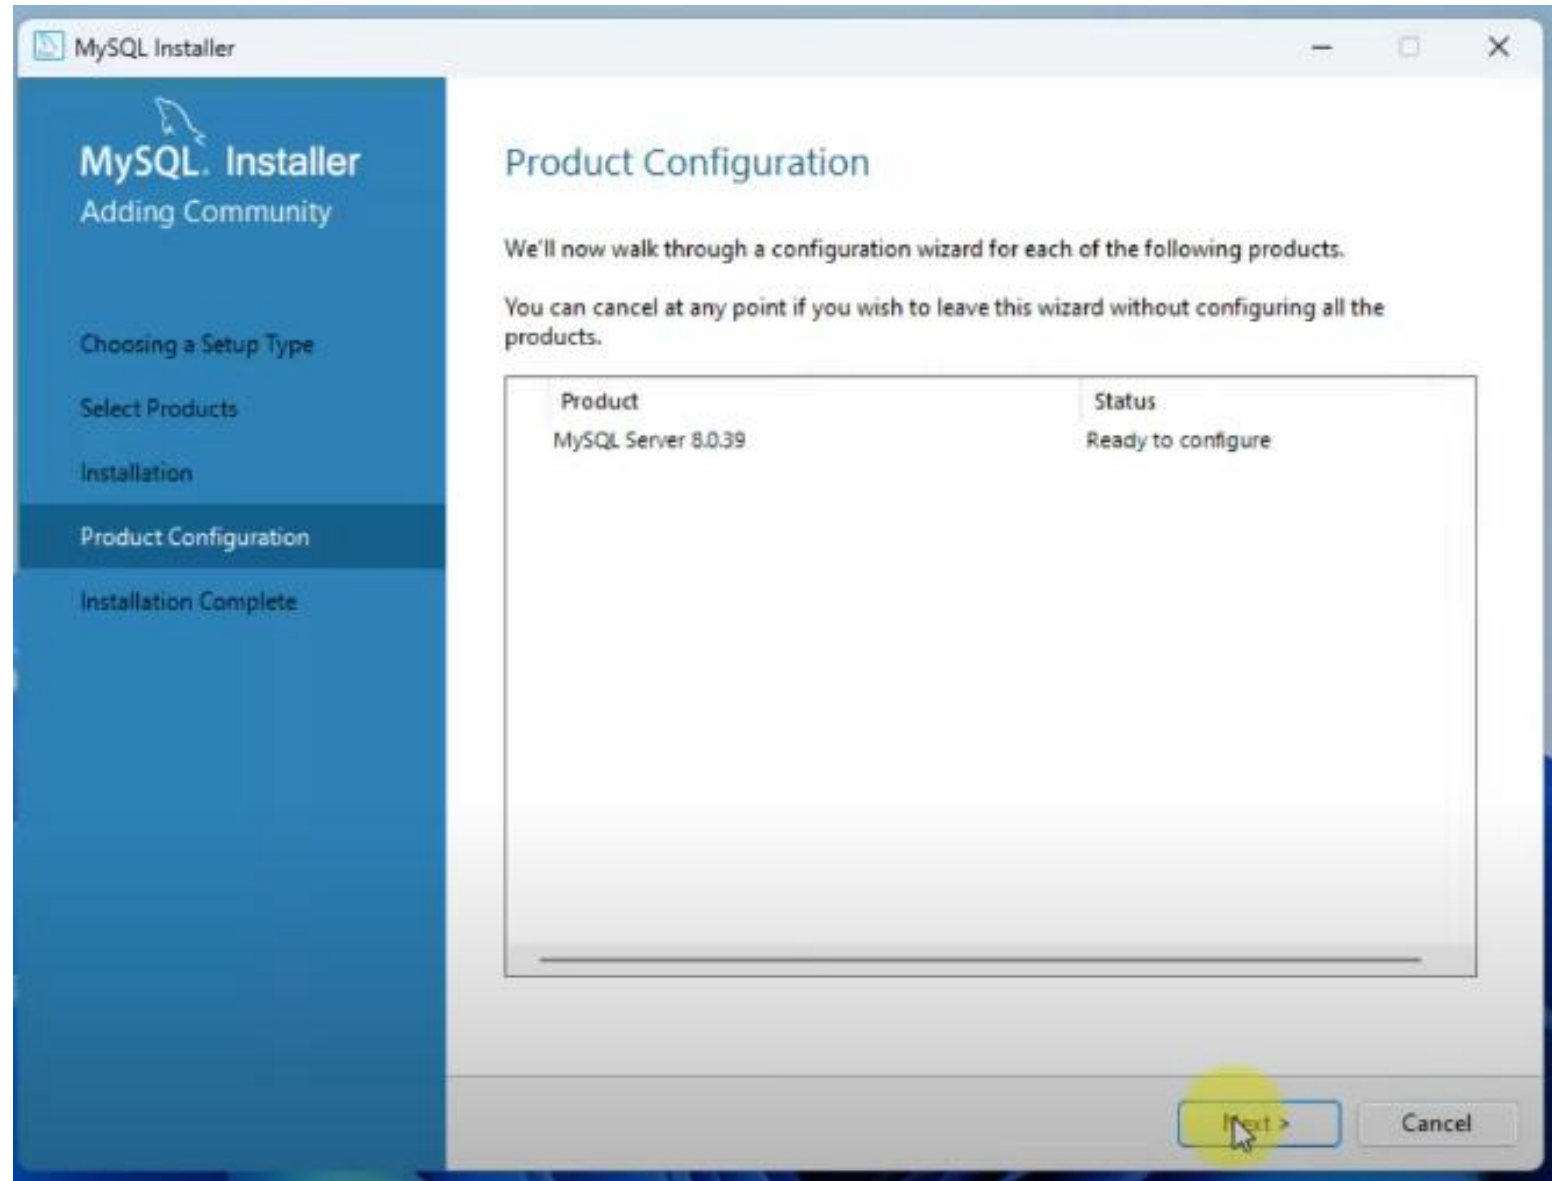 MySQL Installer
MySQL. Installer
Adding Community
Choosing a Setup Type
Select Products
Installation
Product Configuration
Installation Complete
Product Configuration
We'll now walk through a configuration wizard for each of the following products.
You can cancel at any point if you wish to leave this wizard without configuring all the
products.
Product Status
MySQL Server 8.0.39 Ready to configure
Next > Cancel